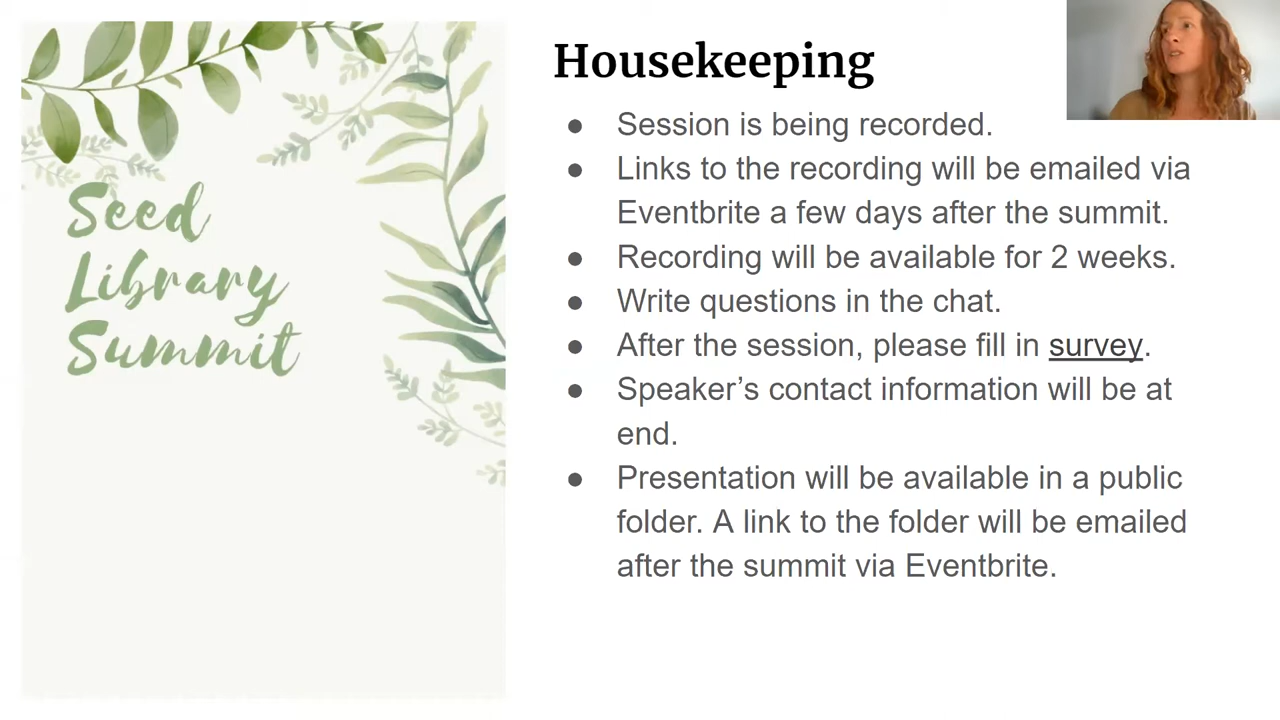 Seed
Library
Summit
Housekeeping
● Session is being recorded.
● Links to the recording will be emailed via
Eventbrite a few days after the summit.
● Recording will be available for 2 weeks.
● Write questions in the chat.
● After the session, please fill in survey.
● Speaker’s contact information will be at
end.
● Presentation will be available in a public
folder. A link to the folder will be emailed
after the summit via Eventbrite.